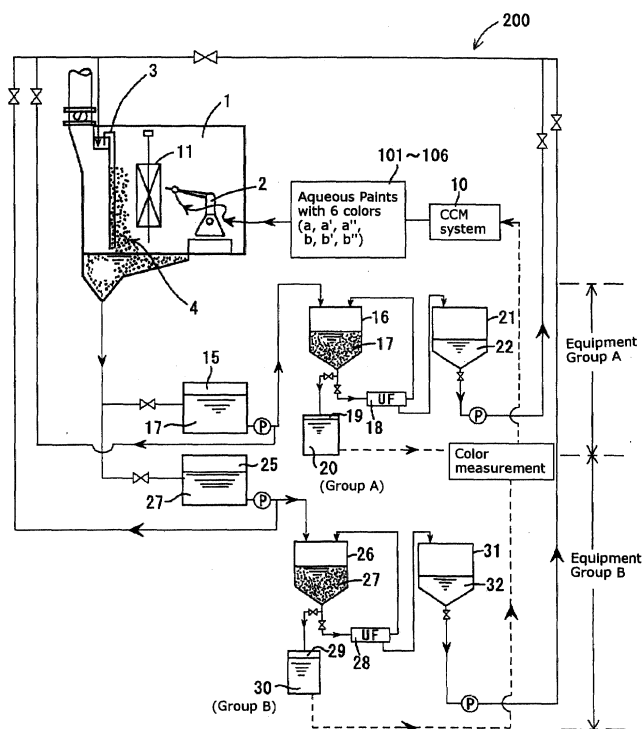 200
3
1
11
2
101~106
10
Aqueous Paints
with 6 colors
(a, a', a",
b, b', b")
CCM
system
4
16
17
21
22
Equipment
Group A
15
17
P
UF
18
P
19
20
(Group A)
Color
measurement
25
27
P
26
27
31
32
Equipment
Group B
UF
28
29
30
(Group B)
P